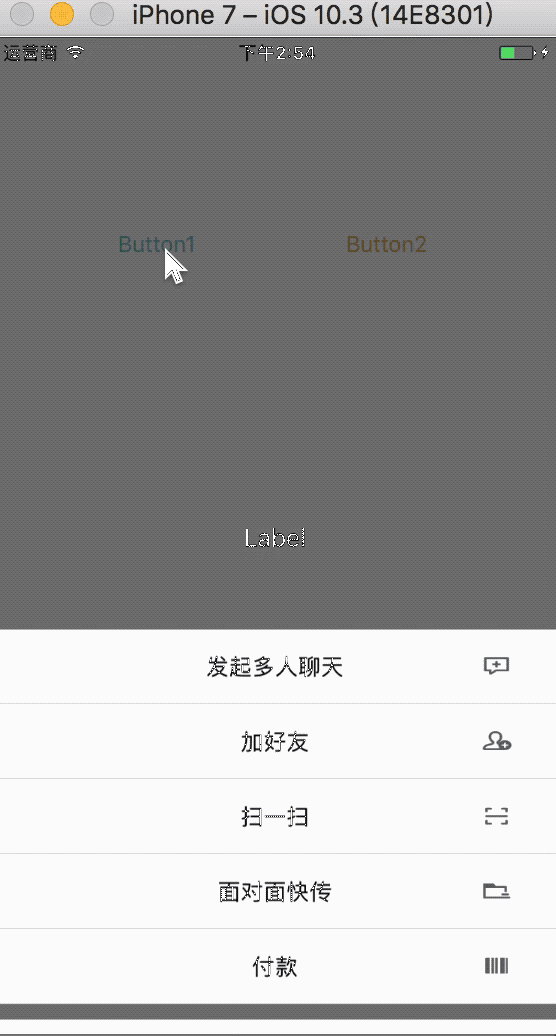 iPhone 7 – iOS 10.3 (14E8301)
运营商 下午2:54
Button1 Button2
Label
发起多人聊天
加好友
扫一扫
面对面快传
付款